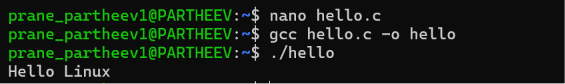 prane_partheev1@PARTHEEV:~$ nano hello.c
prane_partheev1@PARTHEEV:~$ gcc hello.c -o hello
prane_partheev1@PARTHEEV:~$ ./hello
Hello Linux